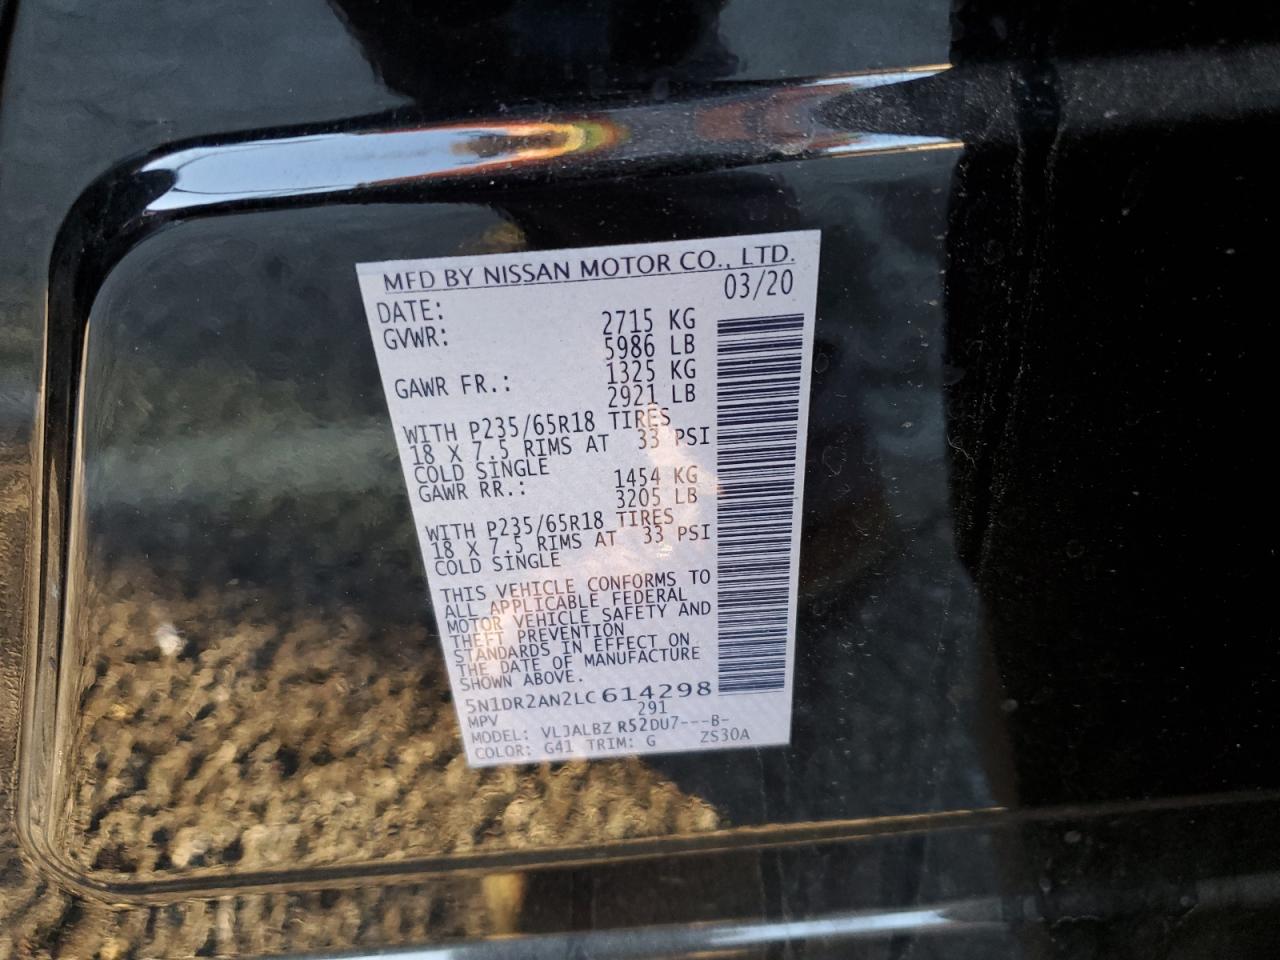 MFD BY NISSAN MOTOR CO., LTD.
DATE: 03/20
GVWR: 2715 KG
5986 LB
GAWR FR.: 1325 KG
2921 LB
WITH P235/65R18 TIRES
18 X 7.5 RIMS AT 33 PSI
COLD SINGLE
GAWR RR.: 1454 KG
3205 LB
WITH P235/65R18 TIRES
18 X 7.5 RIMS AT 33 PSI
COLD SINGLE
THIS VEHICLE CONFORMS TO
ALL APPLICABLE FEDERAL
MOTOR VEHICLE SAFETY AND
THEFT PREVENTION
STANDARDS IN EFFECT ON
THE DATE OF MANUFACTURE
SHOWN ABOVE.
5N1DR2AN2LC614298
MPV 291
MODEL: VLJALBZ R52DU7---B-
COLOR: G41 TRIM: G ZS30A